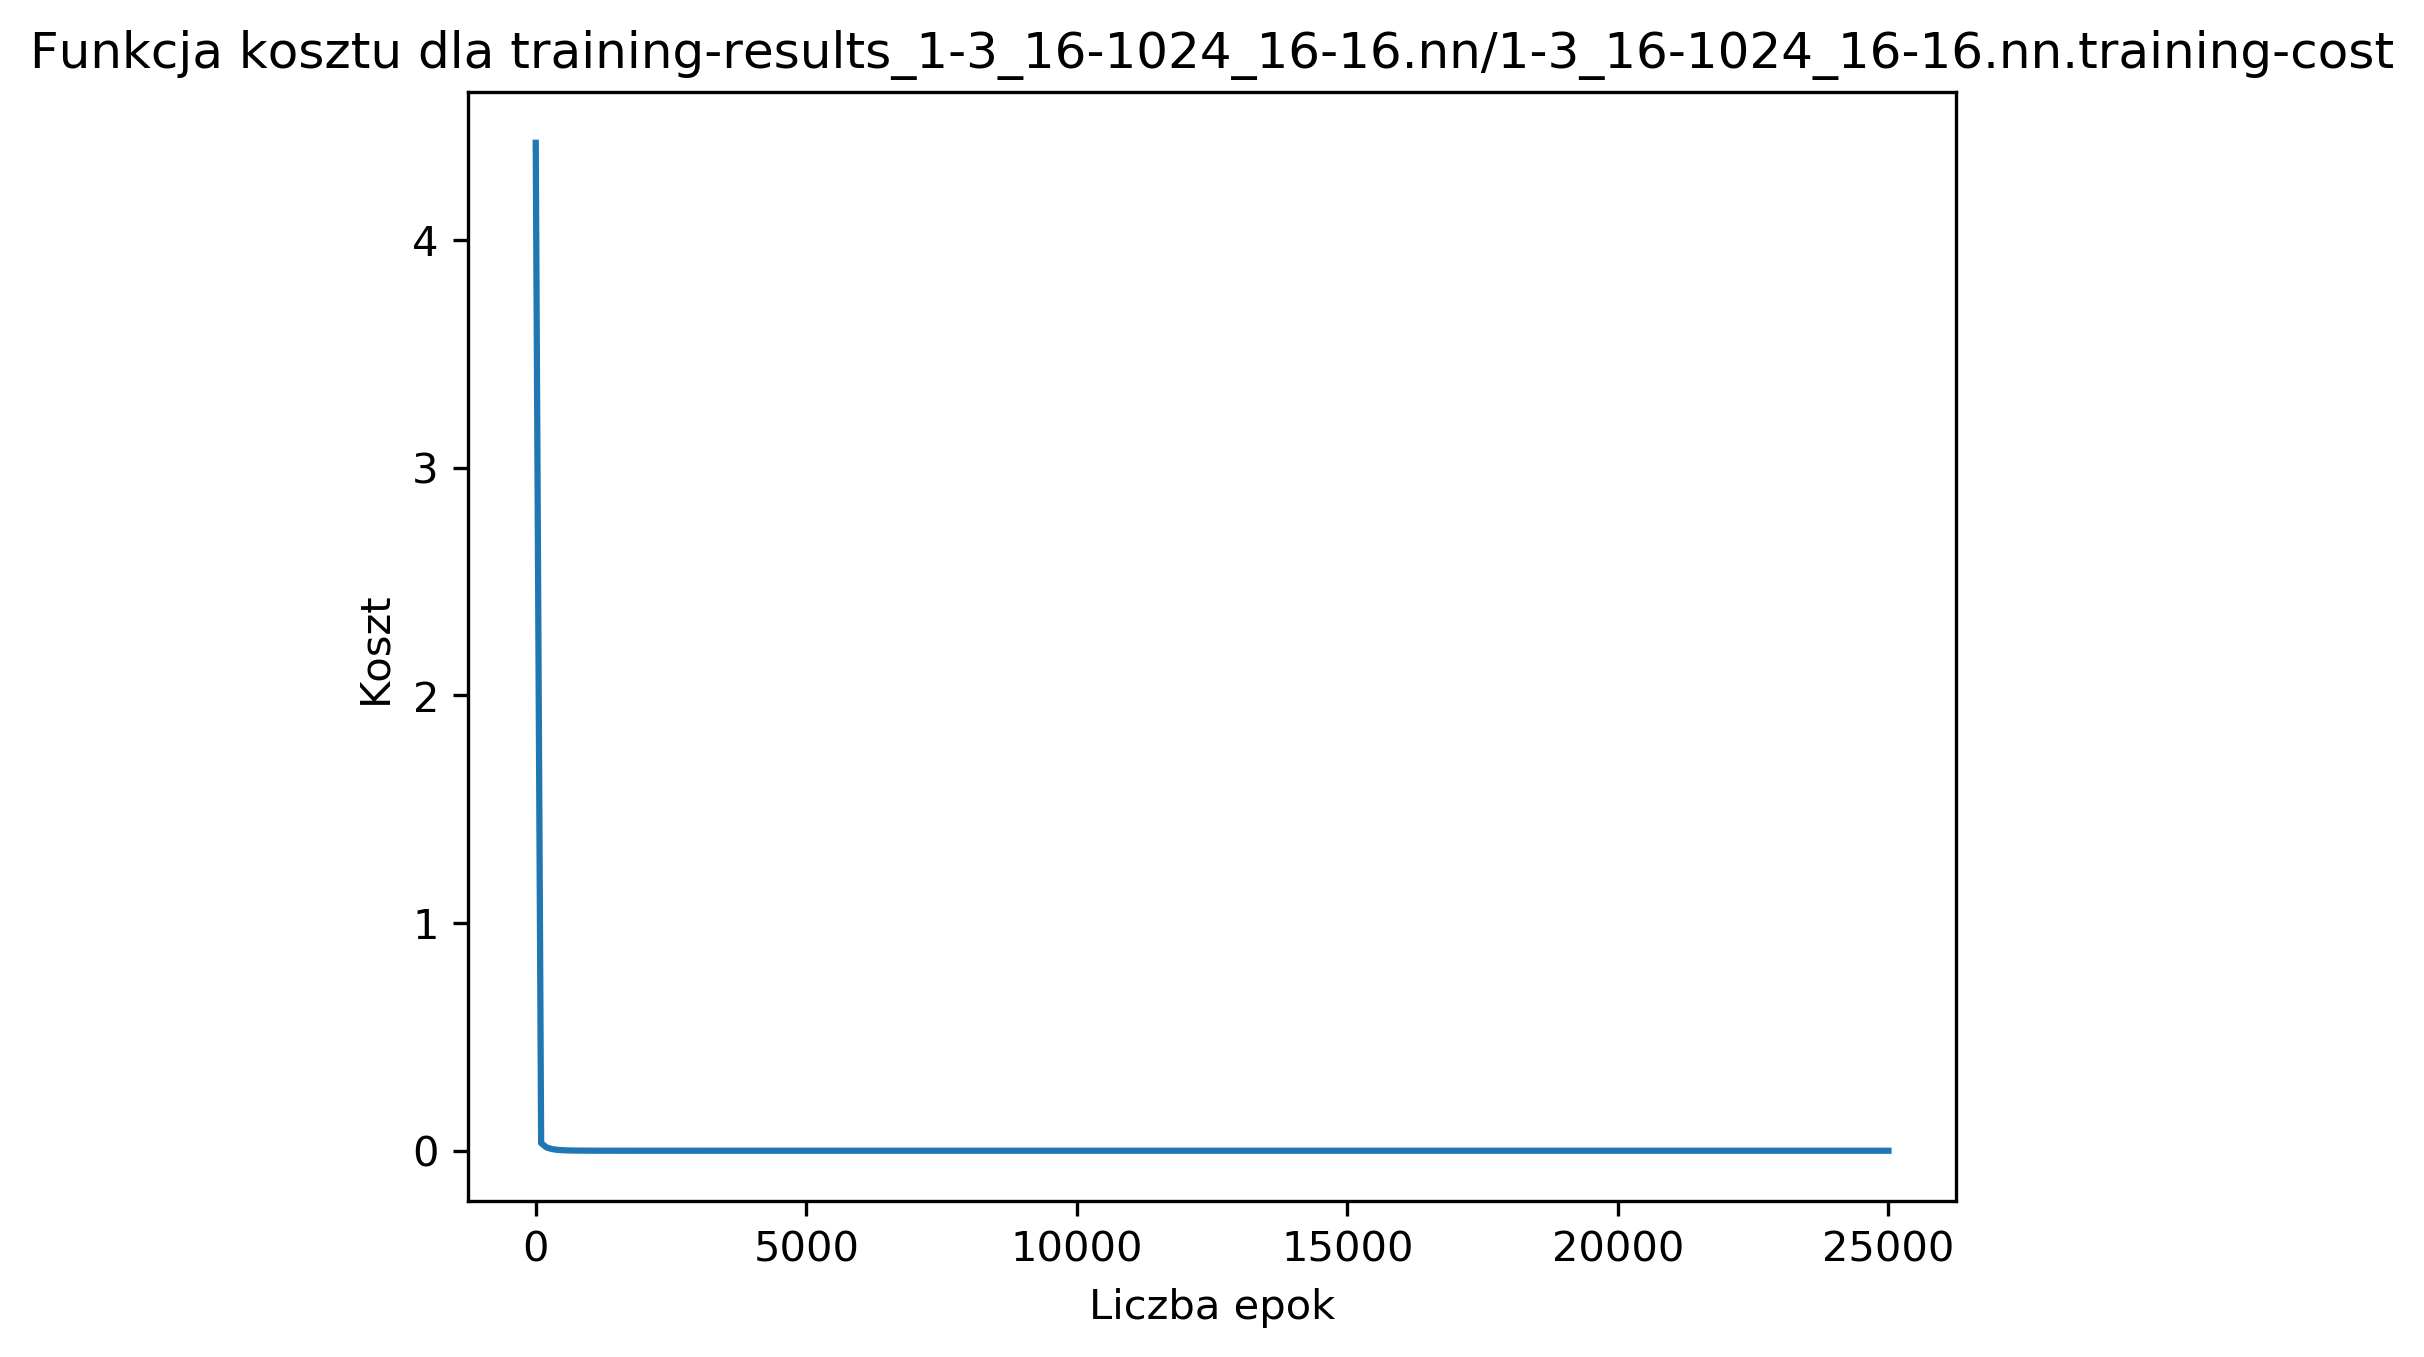 Funkcja kosztu dla training-results_1-3_16-1024_16-16.nn/1-3_16-1024_16-16.nn.training-cost
4
3
2
1
0
Koszt
0 5000 10000 15000 20000 25000
Liczba epok